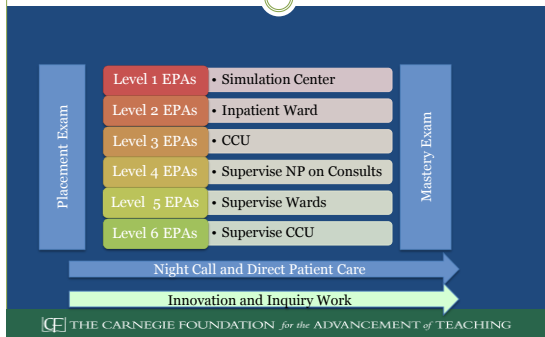 Placement Exam
Level 1 EPAs • Simulation Center
Level 2 EPAs • Inpatient Ward
Level 3 EPAs • CCU
Level 4 EPAs • Supervise NP on Consults
Level 5 EPAs • Supervise Wards
Level 6 EPAs • Supervise CCU
Mastery Exam
Night Call and Direct Patient Care
Innovation and Inquiry Work
CF THE CARNEGIE FOUNDATION for the ADVANCEMENT of TEACHING